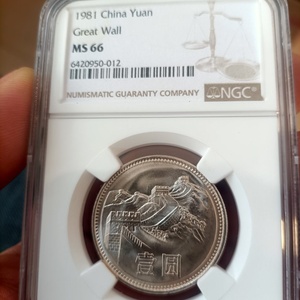 1981 China Yuan
Great Wall
MS 66
6420950-012
NUMISMATIC GUARANTY COMPANY
NGC
壹圆